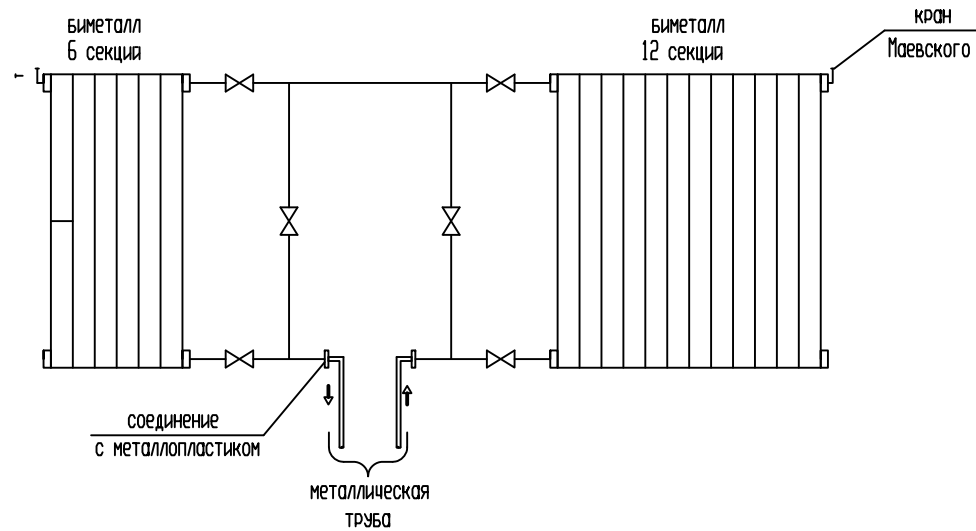 биметалл
6 секций
биметалл
12 секций
кран
Маевского
соединение
с металлопластиком
металлическая
труба